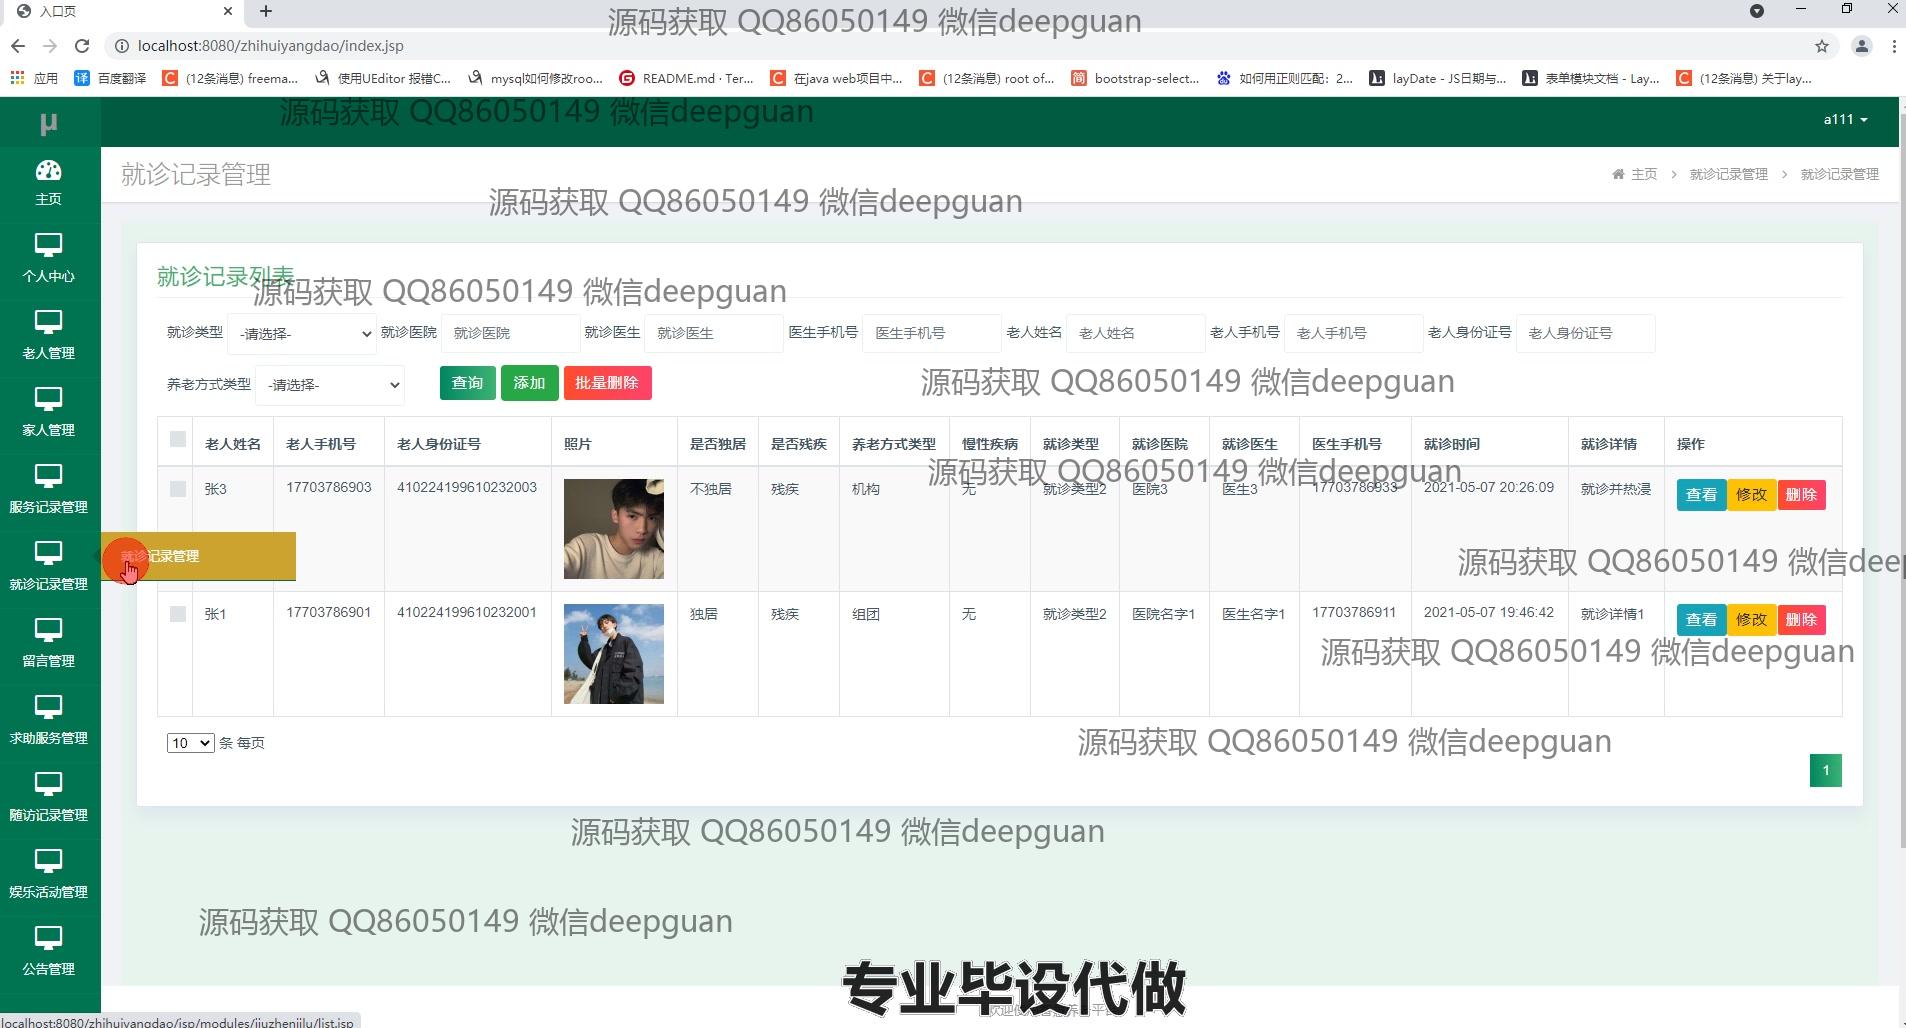 入口页
源码获取 QQ86050149 微信deepguan
localhost:8080/zhihuiyangdao/index.jsp
应用 百度翻译 (12条消息) freema... 使用UEditor 报错C... mysql如何修改roo... README.md · Ter... 在java web项目中... (12条消息) root of... bootstrap-select... 如何用正则匹配：2... layDate - JS日期与... 表单模块文档 - Lay... (12条消息) 关于lay...
源码获取 QQ86050149 微信deepguan
μ
a111
就诊记录管理
主页 > 就诊记录管理 > 就诊记录管理
源码获取 QQ86050149 微信deepguan
主页
个人中心
老人管理
家人管理
服务记录管理
就诊记录管理
就诊记录管理
留言管理
求助服务管理
随访记录管理
娱乐活动管理
公告管理
就诊记录列表
源码获取 QQ86050149 微信deepguan
就诊类型 -请选择- 就诊医院 就诊医院 就诊医生 就诊医生 医生手机号 医生手机号 老人姓名 老人姓名 老人手机号 老人手机号 老人身份证号 老人身份证号
养老方式类型 -请选择- 查询 添加 批量删除
源码获取 QQ86050149 微信deepguan
老人姓名 老人手机号 老人身份证号 照片 是否独居 是否残疾 养老方式类型 慢性疾病 就诊类型 就诊医院 就诊医生 医生手机号 就诊时间 就诊详情 操作
源码获取 QQ86050149 微信deepguan
张3 17703786903 410224199610232003 不独居 残疾 机构 无 就诊类型2 医院3 医生3 17703786933 2021-05-07 20:26:09 就诊并热漫 查看 修改 删除
源码获取 QQ86050149 微信deep
张1 17703786901 410224199610232001 独居 残疾 组团 无 就诊类型2 医院名字1 医生名字1 17703786911 2021-05-07 19:46:42 就诊详情1 查看 修改 删除
源码获取 QQ86050149 微信deepguan
10 条 每页
源码获取 QQ86050149 微信deepguan
1
源码获取 QQ86050149 微信deepguan
源码获取 QQ86050149 微信deepguan
专业毕设代做
localhost:8080/zhihuiyangdao/jsp/modules/jiuzhenjilu/list.jsp